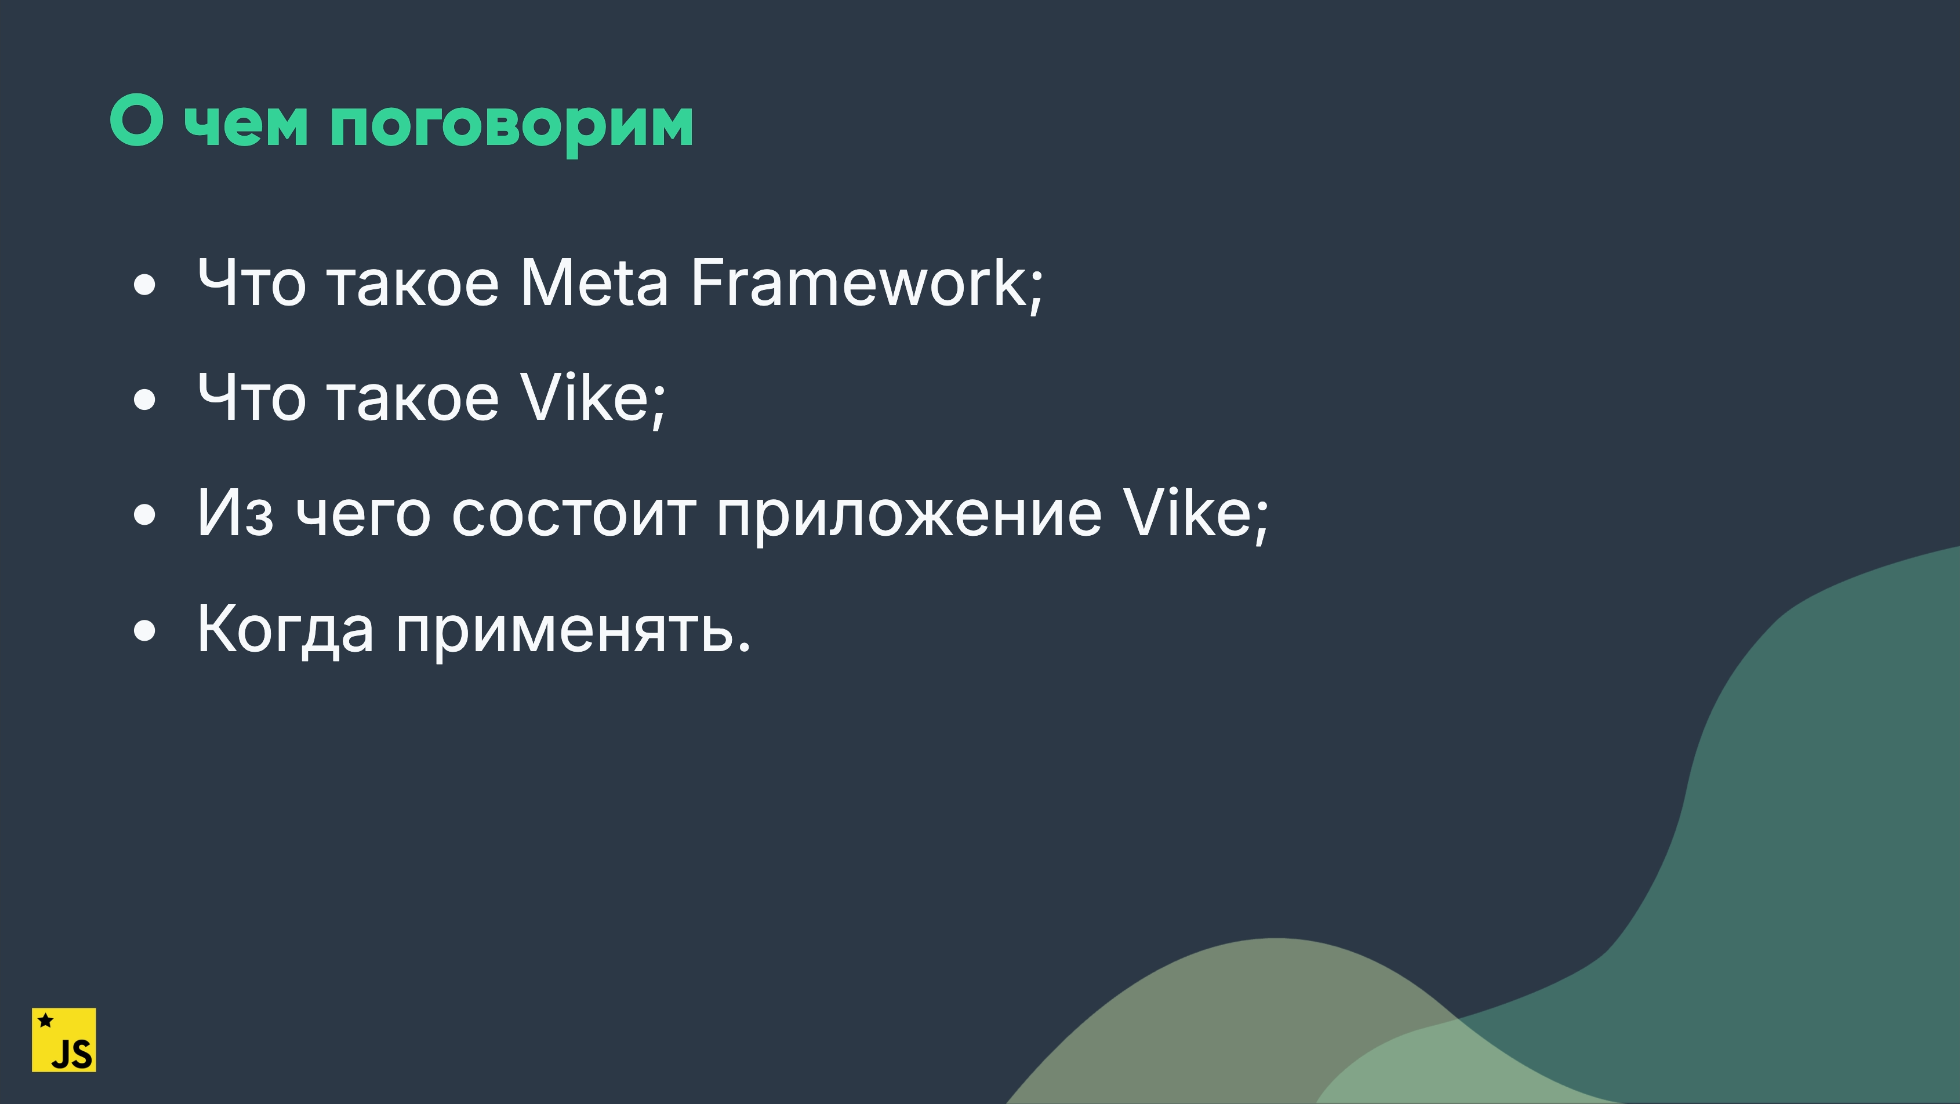 О чем поговорим
• Что такое Meta Framework;
• Что такое Vike;
• Из чего состоит приложение Vike;
• Когда применять.
JS